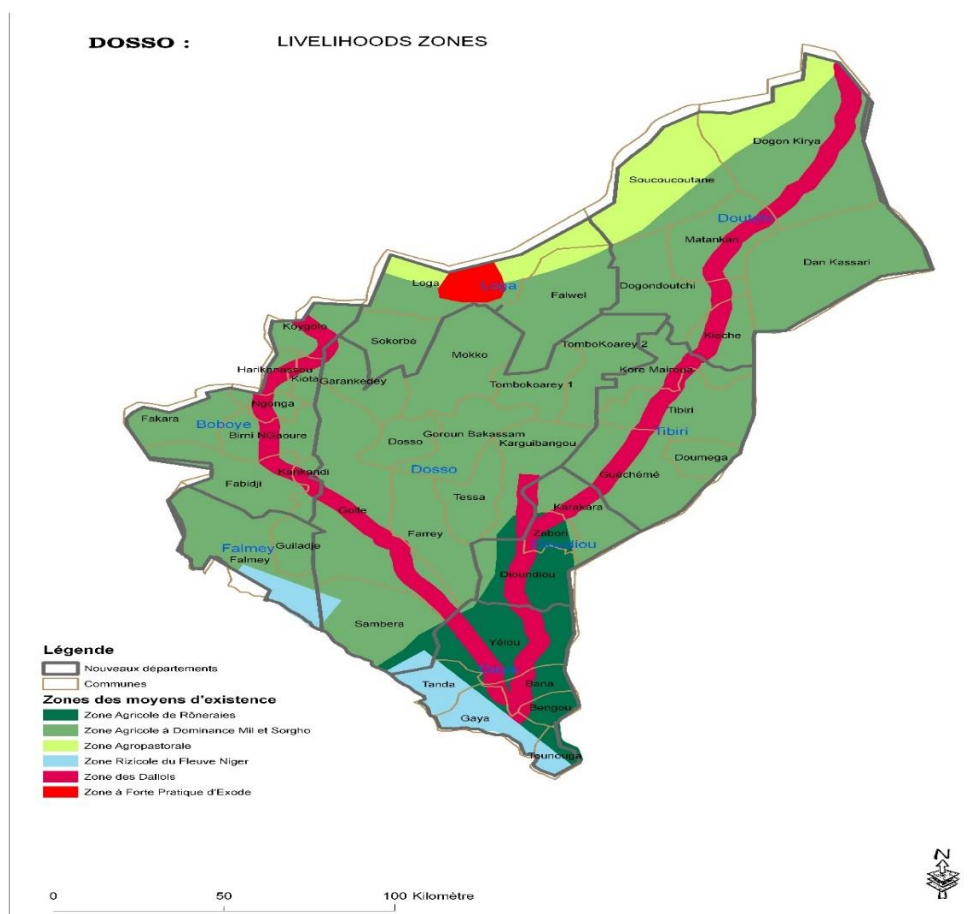 DOSSO : LIVELIHOODS ZONES
Dogon Kirya
Soucoucoutane
Matankari
Dan Kassari
Loga
Loga
Falwel
Dogondoutchi
Koygolo
Sokorbé
Mokko
TomboKoarey 2
Kieche
Harikanassou
Kiota
Garankedey
Tombokoarey 1
Kore Mairoua
Ngonga
Fakara
Boboye
Birni NGaoure
Dosso
Goroun Bakassam
Karguibangou
Tibiri
Tibiri
Doumega
Kankandi
Dosso
Fabidji
Tessa
Guéchémé
Golle
Karakara
Farrey
Zabori
Falmey
Guiladje
Falmey
Dioundiou
Sambera
Yélou
Tanda
Bana
Gaya
Bengou
Tounouga
Légende
Nouveaux départements
Communes
Zones des moyens d'existence
Zone Agricole de Rôneraies
Zone Agricole à Dominance Mil et Sorgho
Zone Agropastorale
Zone Rizicole du Fleuve Niger
Zone des Dallols
Zone à Forte Pratique d'Exode
N
0 50 100 Kilomètre